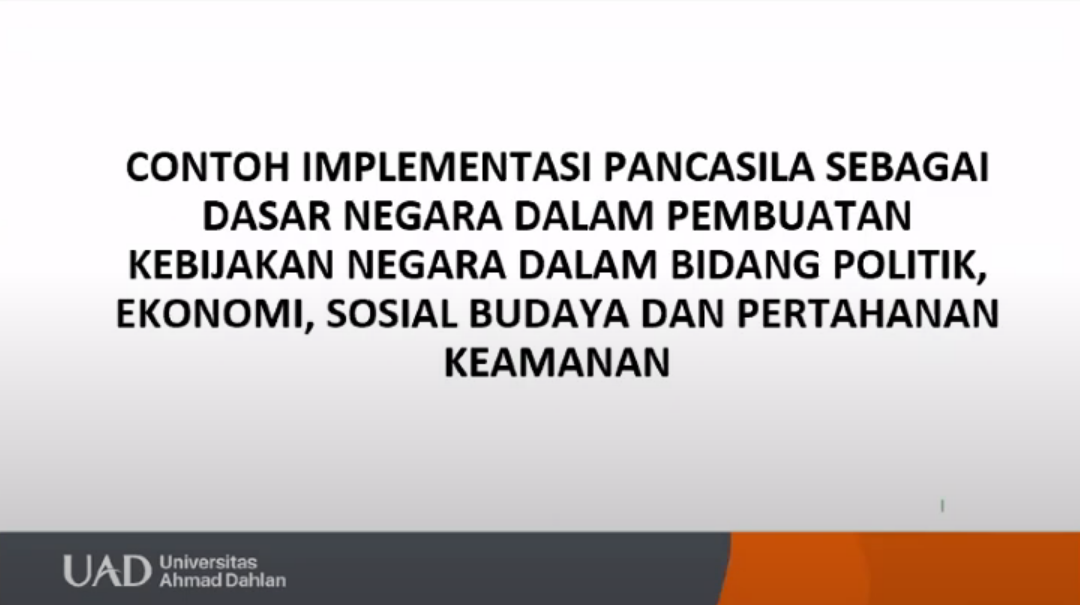 CONTOH IMPLEMENTASI PANCASILA SEBAGAI
DASAR NEGARA DALAM PEMBUATAN
KEBIJAKAN NEGARA DALAM BIDANG POLITIK,
EKONOMI, SOSIAL BUDAYA DAN PERTAHANAN
KEAMANAN
UAD Universitas
Ahmad Dahlan